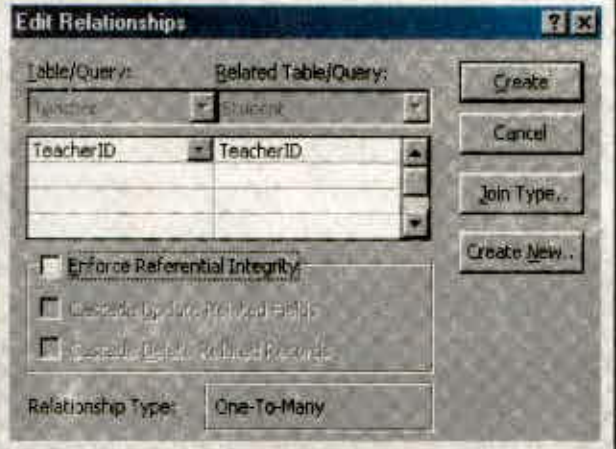 Edit Relationships
Table/Query:
Related Table/Query:
Create
Teacher
Student
Cancel
TeacherID
TeacherID
Join Type..
Create New..
Enforce Referential Integrity
Cascade Update Related Fields
Cascade Delete Related Records
Relationship Type:
One-To-Many